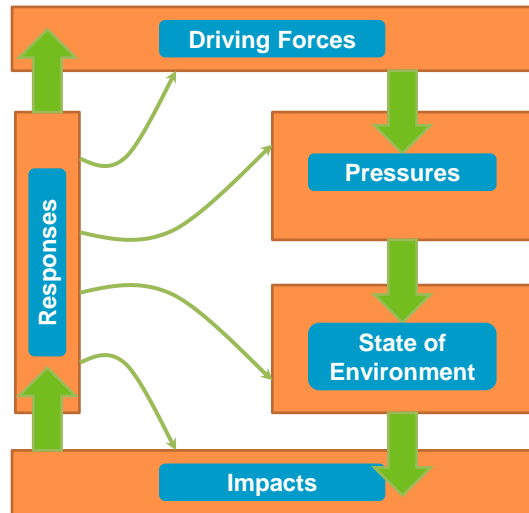 Driving Forces
Pressures
Responses
State of
Environment
Impacts